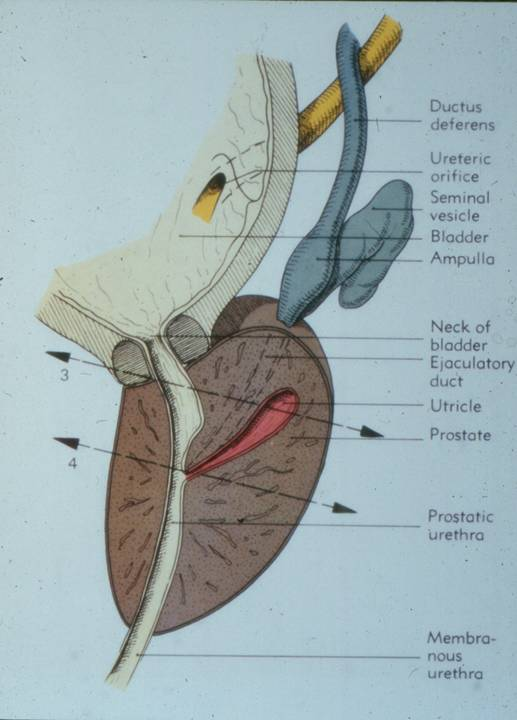 Ductus
deferens
Ureteric
orifice
Seminal
vesicle
Bladder
Ampulla
Neck of
bladder
Ejaculatory
duct
3
Utricle
Prostate
4
Prostatic
urethra
Membra-
nous
urethra